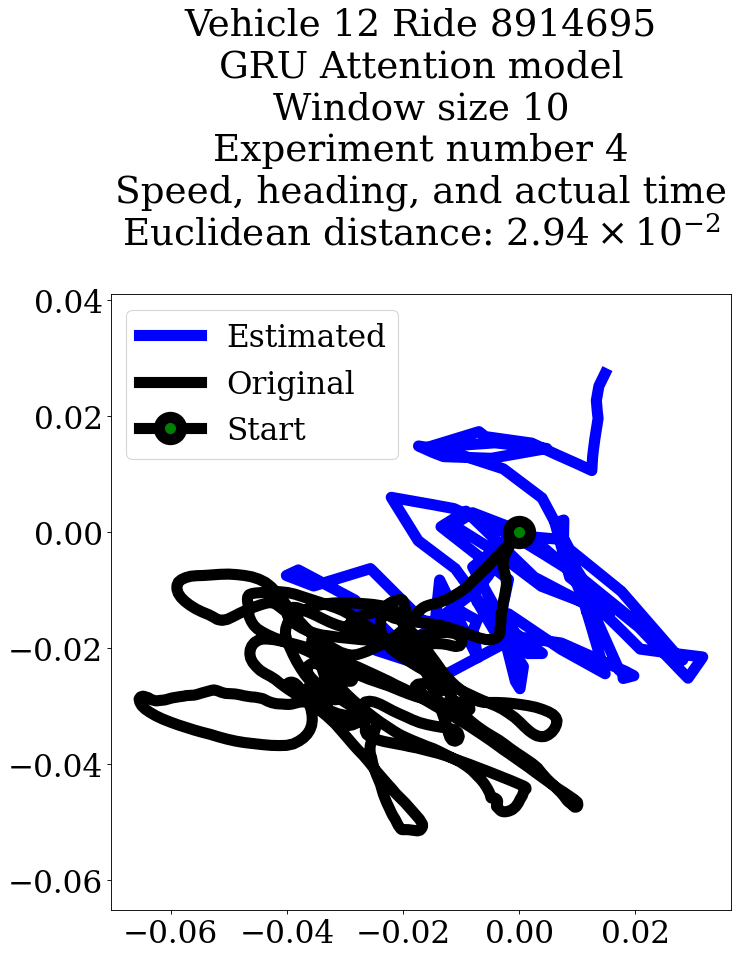 Vehicle 12 Ride 8914695
GRU Attention model
Window size 10
Experiment number 4
Speed, heading, and actual time
Euclidean distance: 2.94 × 10⁻²
0.04
0.02
0.00
−0.02
−0.04
−0.06
Estimated
Original
Start
−0.06 −0.04 −0.02 0.00 0.02